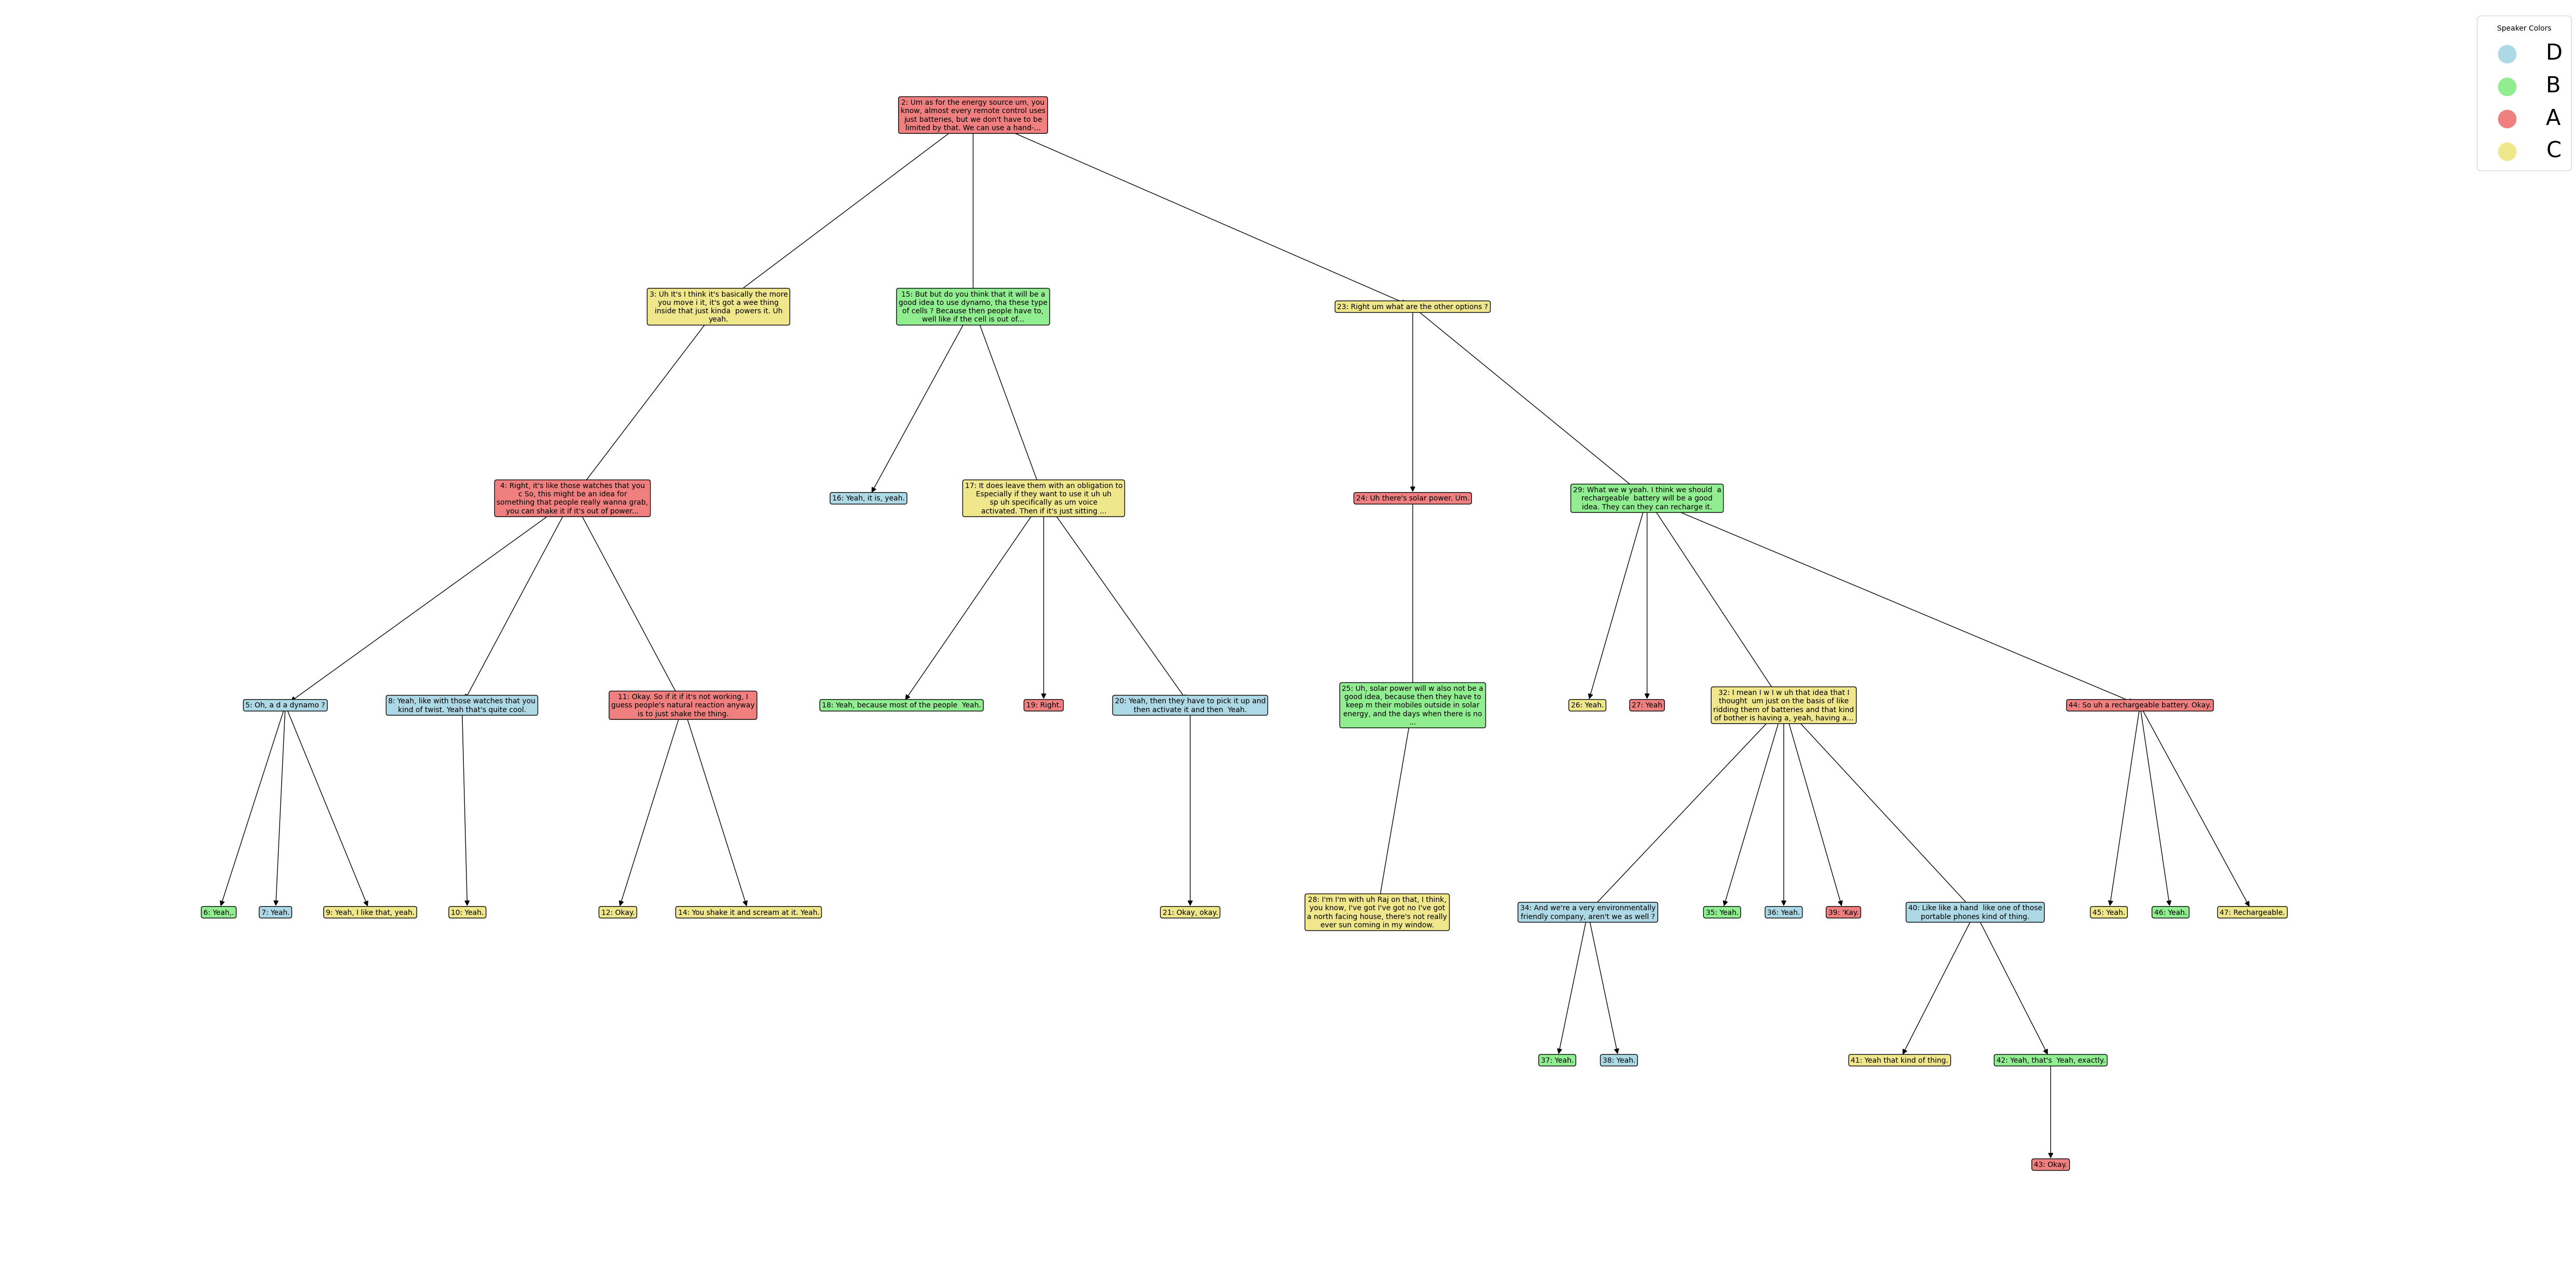 Speaker Colors
D
B
A
C
2: Um as for the energy source um, you
know, almost every remote control uses
just batteries, but we don't have to be
limited by that. We can use a hand-...
3: Uh It's I think it's basically the more
you move i it, it's got a wee thing
inside that just kinda  powers it. Uh
yeah.
15: But but do you think that it will be a
good idea to use dynamo, tha these type
of cells ? Because then people have to,
well like if the cell is out of...
23: Right um what are the other options ?
4: Right, it's like those watches that you
c So, this might be an idea for
something that people really wanna grab,
you can shake it if it's out of power...
16: Yeah, it is, yeah.
17: It does leave them with an obligation to
Especially if they want to use it uh uh
sp uh specifically as um voice
activated. Then if it's just sitting ...
24: Uh there's solar power. Um.
29: What we w yeah. I think we should  a
rechargeable  battery will be a good
idea. They can they can recharge it.
5: Oh, a d a dynamo ?
8: Yeah, like with those watches that you
kind of twist. Yeah that's quite cool.
11: Okay. So if it if it's not working, I
guess people's natural reaction anyway
is to just shake the thing.
18: Yeah, because most of the people  Yeah.
19: Right.
20: Yeah, then they have to pick it up and
then activate it and then  Yeah.
25: Uh, solar power will w also not be a
good idea, because then they have to
keep m their mobiles outside in solar
energy, and the days when there is no
...
26: Yeah.
27: Yeah
32: I mean I w I w uh that idea that I
thought  um just on the basis of like
ridding them of batteries and that kind
of bother is having a, yeah, having a...
44: So uh a rechargeable battery. Okay.
6: Yeah,.
7: Yeah.
9: Yeah, I like that, yeah.
10: Yeah.
12: Okay.
14: You shake it and scream at it. Yeah.
21: Okay, okay.
28: I'm I'm with uh Raj on that, I think,
you know, I've got I've got no I've got
a north facing house, there's not really
ever sun coming in my window.
34: And we're a very environmentally
friendly company, aren't we as well ?
35: Yeah.
36: Yeah.
39: 'Kay.
40: Like like a hand  like one of those
portable phones kind of thing.
45: Yeah.
46: Yeah.
47: Rechargeable.
37: Yeah.
38: Yeah.
41: Yeah that kind of thing.
42: Yeah, that's  Yeah, exactly.
43: Okay.